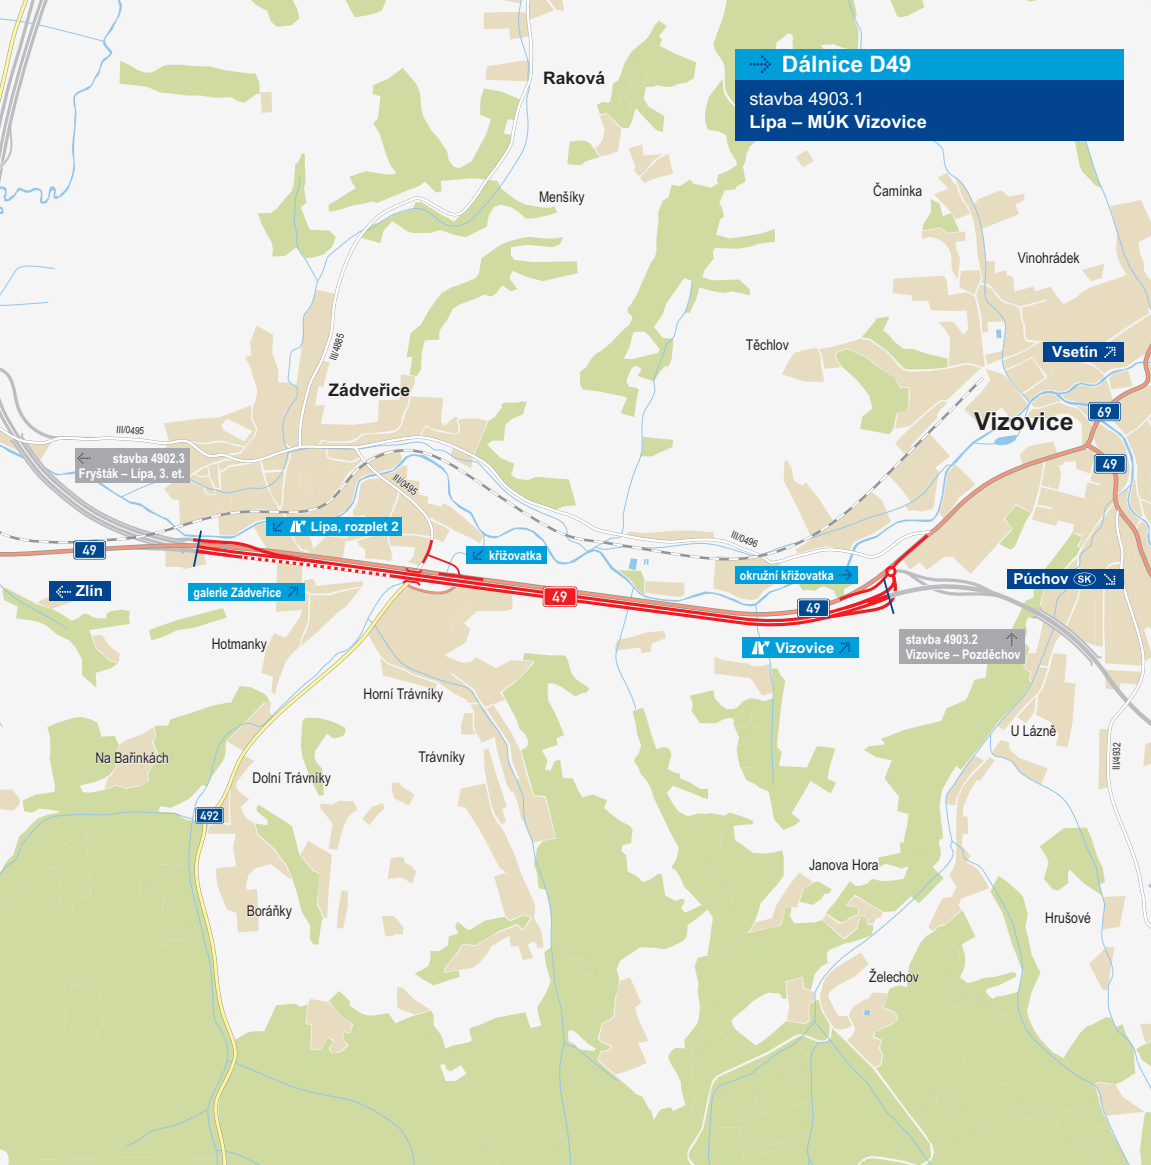 Dálnice D49
stavba 4903.1
Lípa – MÚK Vizovice
Raková
Menšíky
Čamínka
Vinohrádek
Vsetín
Těchlov
III/4885
Zádveřice
69
Vizovice
III/0495
stavba 4902.3
Fryšták – Lípa, 3. et.
49
III/0495
Lípa, rozplet 2
III/0496
49
křižovatka
okružní křižovatka
Púchov SK
Zlín
galerie Zádveřice
49
49
Hotmanky
Vizovice
stavba 4903.2
Vizovice – Pozděchov
Horní Trávníky
U Lázně
Na Bařinkách
Trávníky
III/4932
Dolní Trávníky
492
Janova Hora
Boráňky
Hrušové
Želechov